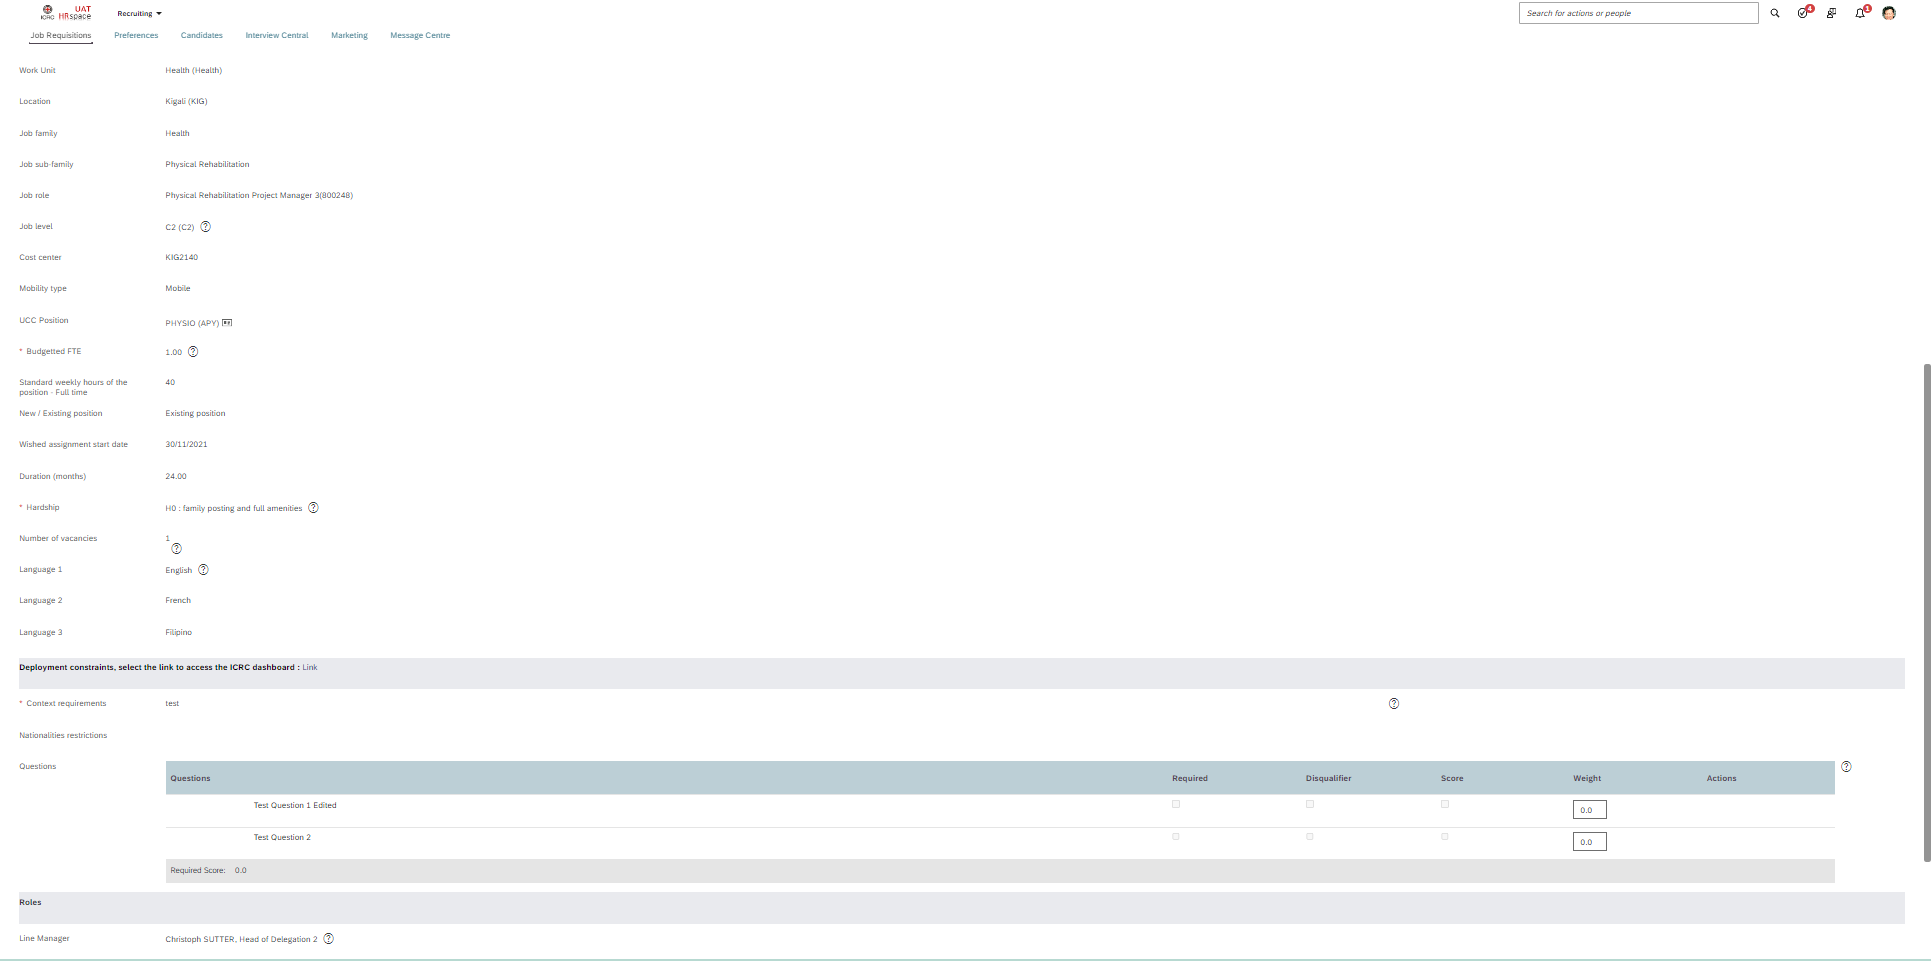 ICRC UAT HRspace Recruiting Search for actions or people 4 1
Job Requisitions Preferences Candidates Interview Central Marketing Message Centre
Work Unit Health (Health)
Location Kigali (KIG)
Job family Health
Job sub-family Physical Rehabilitation
Job role Physical Rehabilitation Project Manager 3(800248)
Job level C2 (C2) ?
Cost center KIG2140
Mobility type Mobile
UCC Position PHYSIO (APY)
* Budgetted FTE 1.00 ?
Standard weekly hours of the position - Full time 40
New / Existing position Existing position
Wished assignment start date 30/11/2021
Duration (months) 24.00
* Hardship H0 : family posting and full amenities ?
Number of vacancies 1 ?
Language 1 English ?
Language 2 French
Language 3 Filipino
Deployment constraints, select the link to access the ICRC dashboard : Link
* Context requirements test ?
Nationalities restrictions
Questions ?
Questions Required Disqualifier Score Weight Actions
Test Question 1 Edited 0.0
Test Question 2 0.0
Required Score: 0.0
Roles
Line Manager Christoph SUTTER, Head of Delegation 2 ?